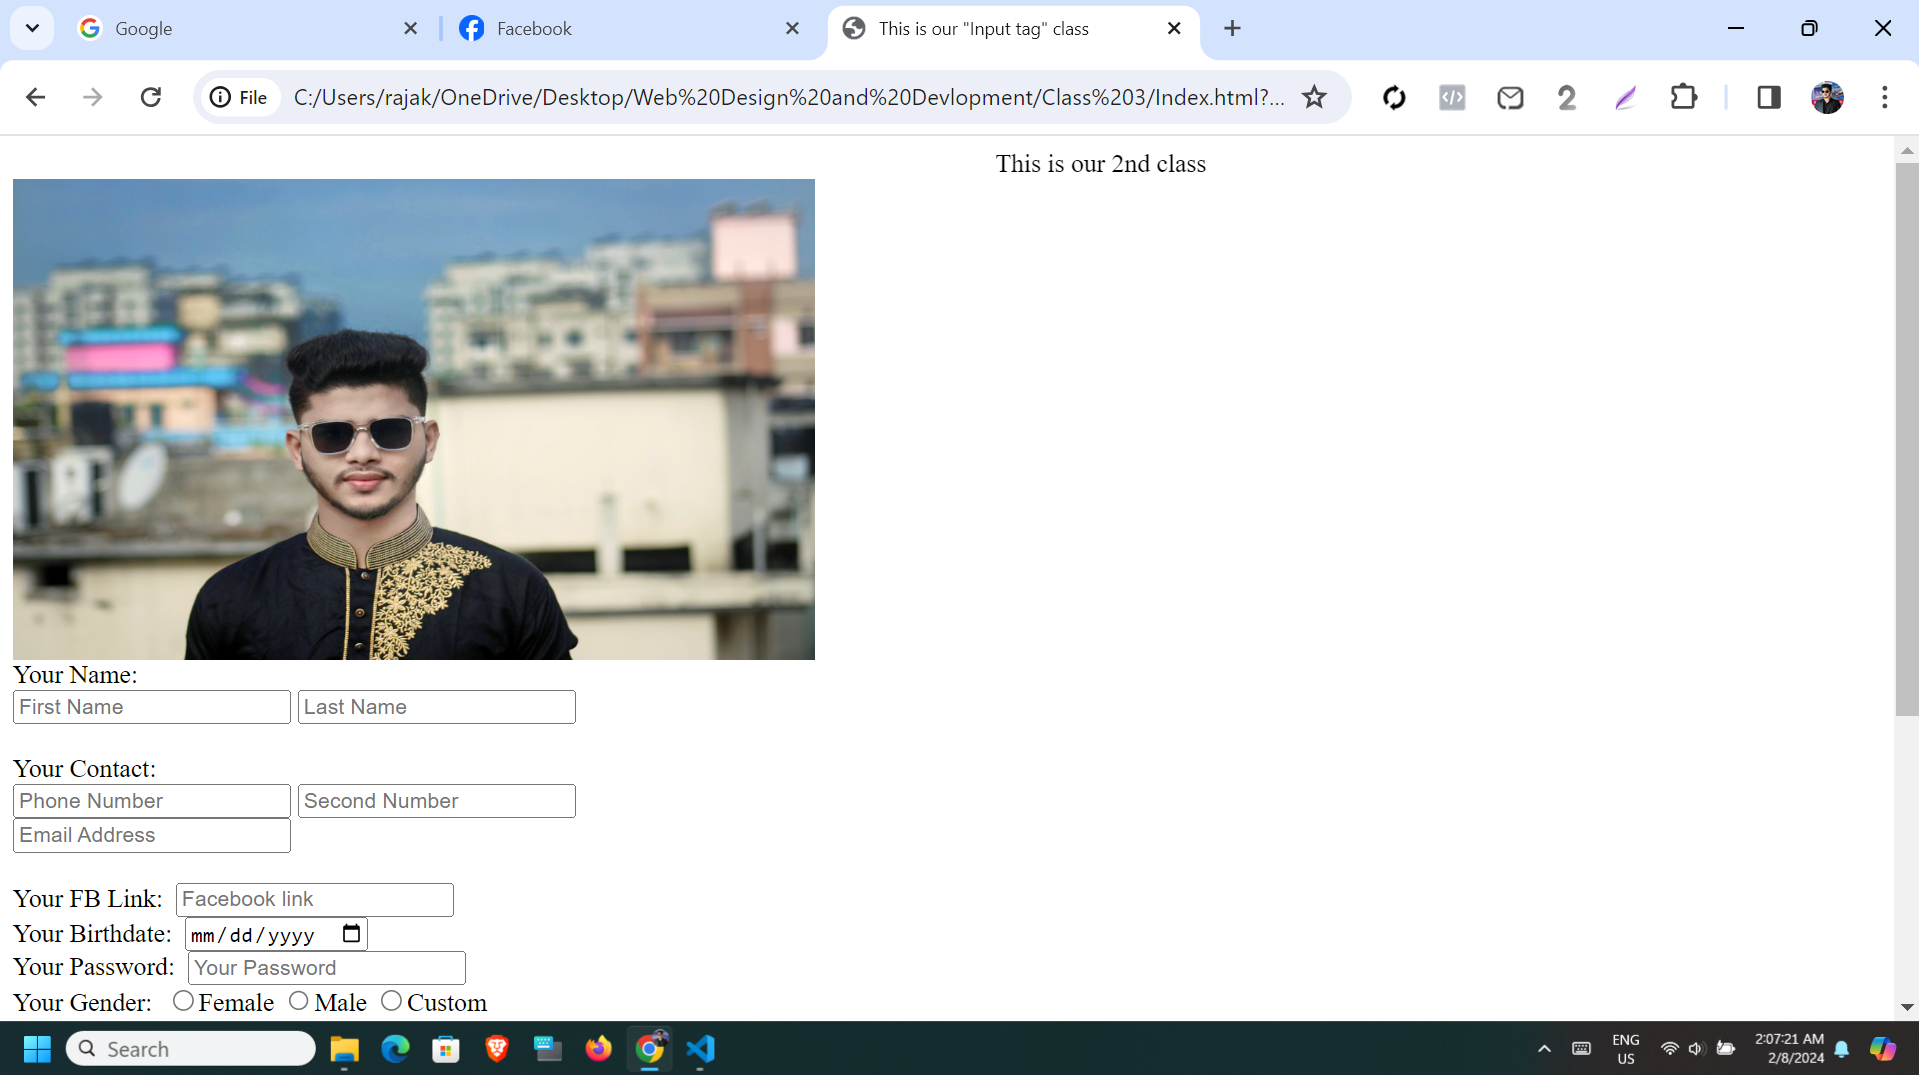 Google
Facebook
This is our "Input tag" class
File
C:/Users/rajak/OneDrive/Desktop/Web%20Design%20and%20Devlopment/Class%203/Index.html?...
2
This is our 2nd class
Your Name:
First Name Last Name
Your Contact:
Phone Number Second Number
Email Address
Your FB Link: Facebook link
Your Birthdate: mm/dd/yyyy
Your Password: Your Password
Your Gender: Female Male Custom
Search
ENG
US
2:07:21 AM
2/8/2024